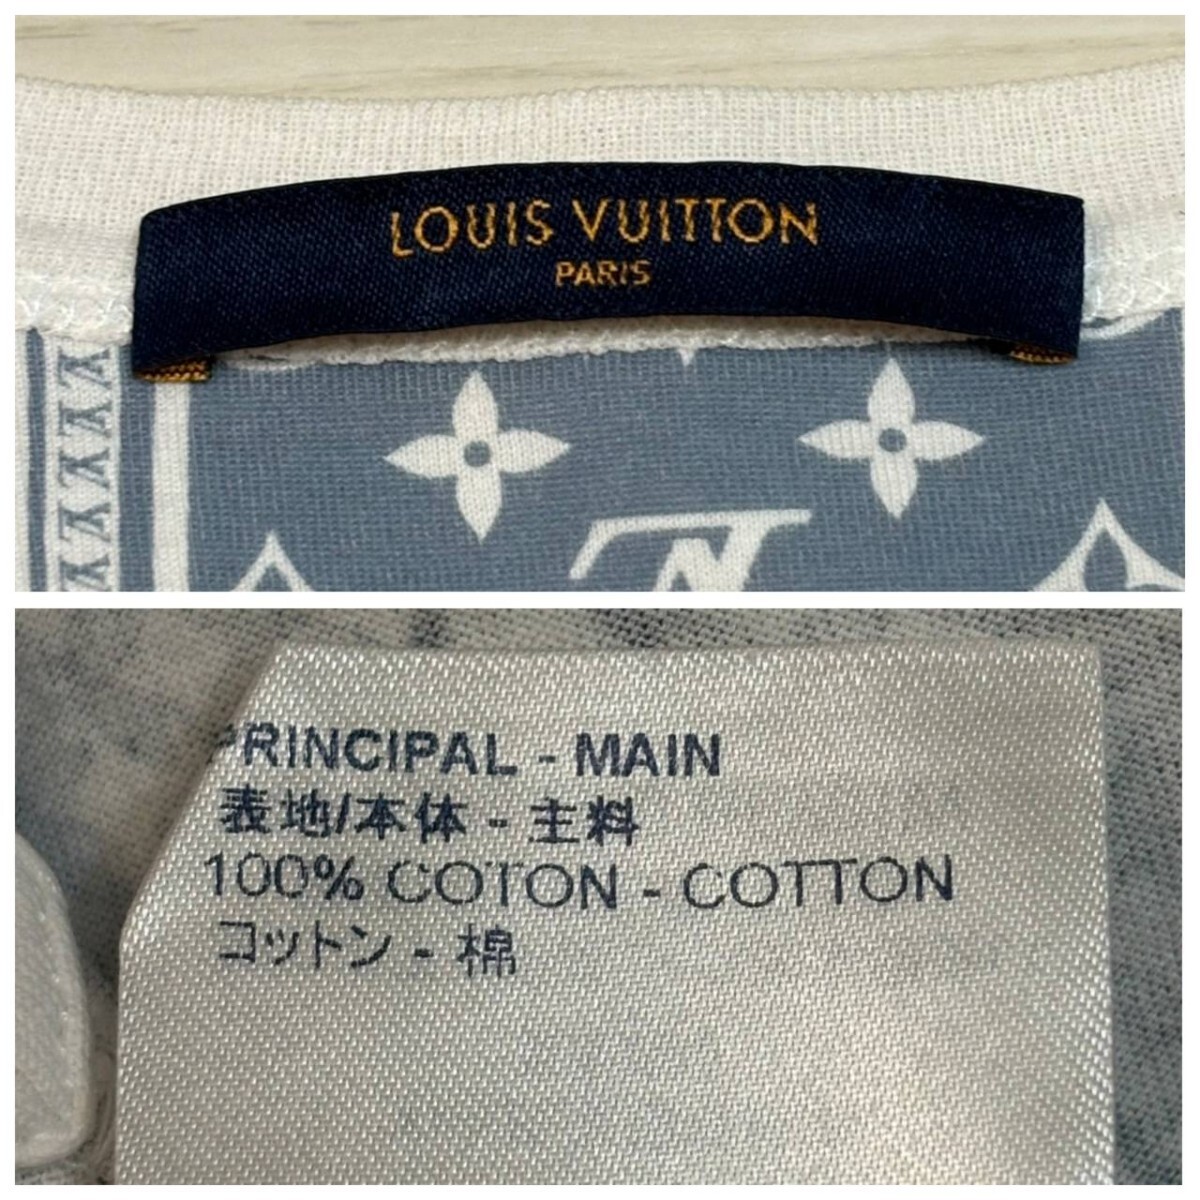 LOUIS VUITTON
PARIS
PRINCIPAL - MAIN
表地/本体 - 主料
100% COTON - COTTON
コットン - 棉